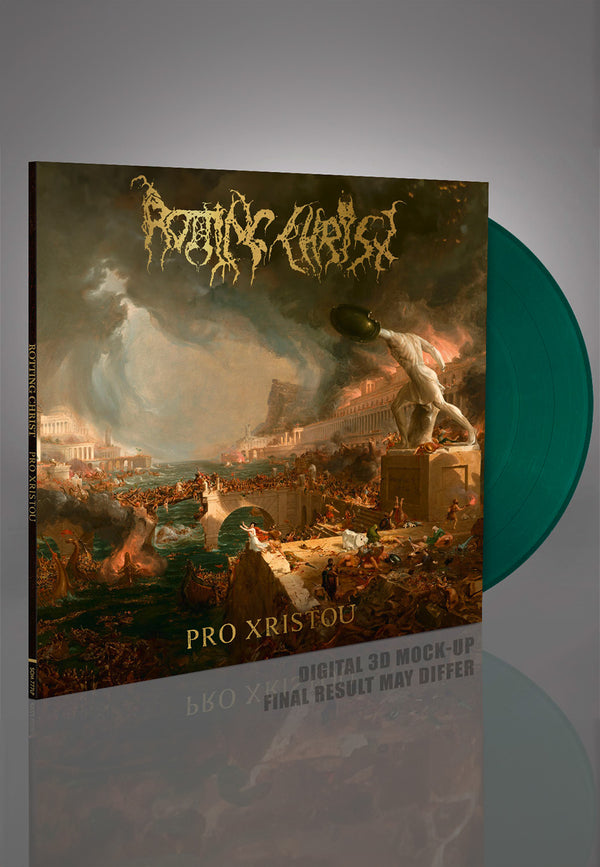 ROTTING CHRIST
ROTTING CHRIST PRO XRISTOU
PRO XRISTOU
DIGITAL 3D MOCK-UP
FINAL RESULT MAY DIFFER